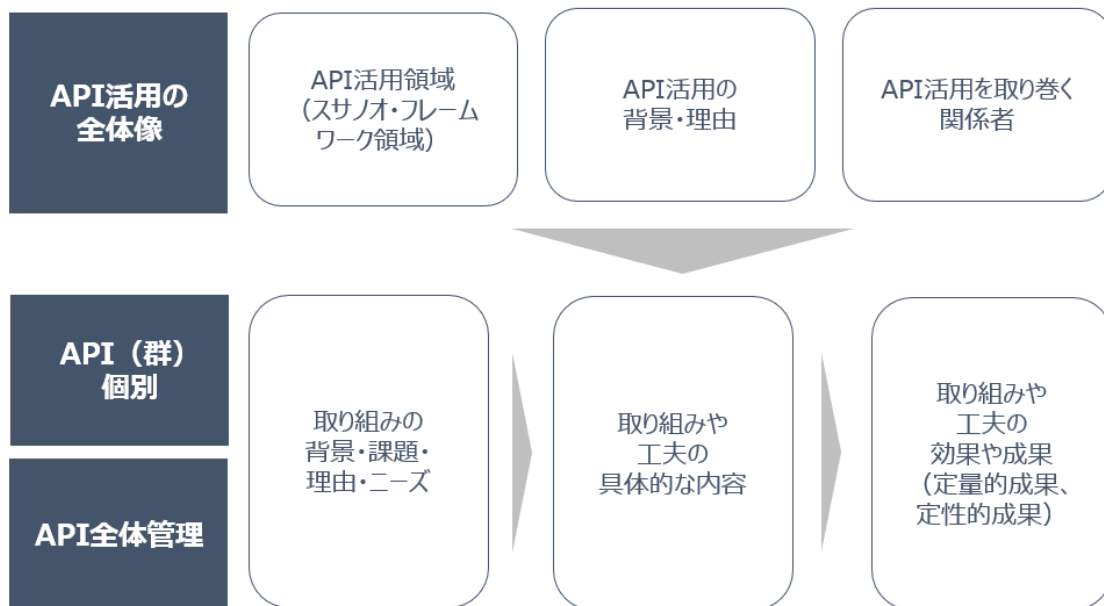 API活用の
全体像
API活用領域
（スサノオ・フレーム
ワーク領域）
API活用の
背景・理由
API活用を取り巻く
関係者
API（群）
個別
API全体管理
取り組みの
背景・課題・
理由・ニーズ
取り組みや
工夫の
具体的な内容
取り組みや
工夫の
効果や成果
（定量的成果、
定性的成果）